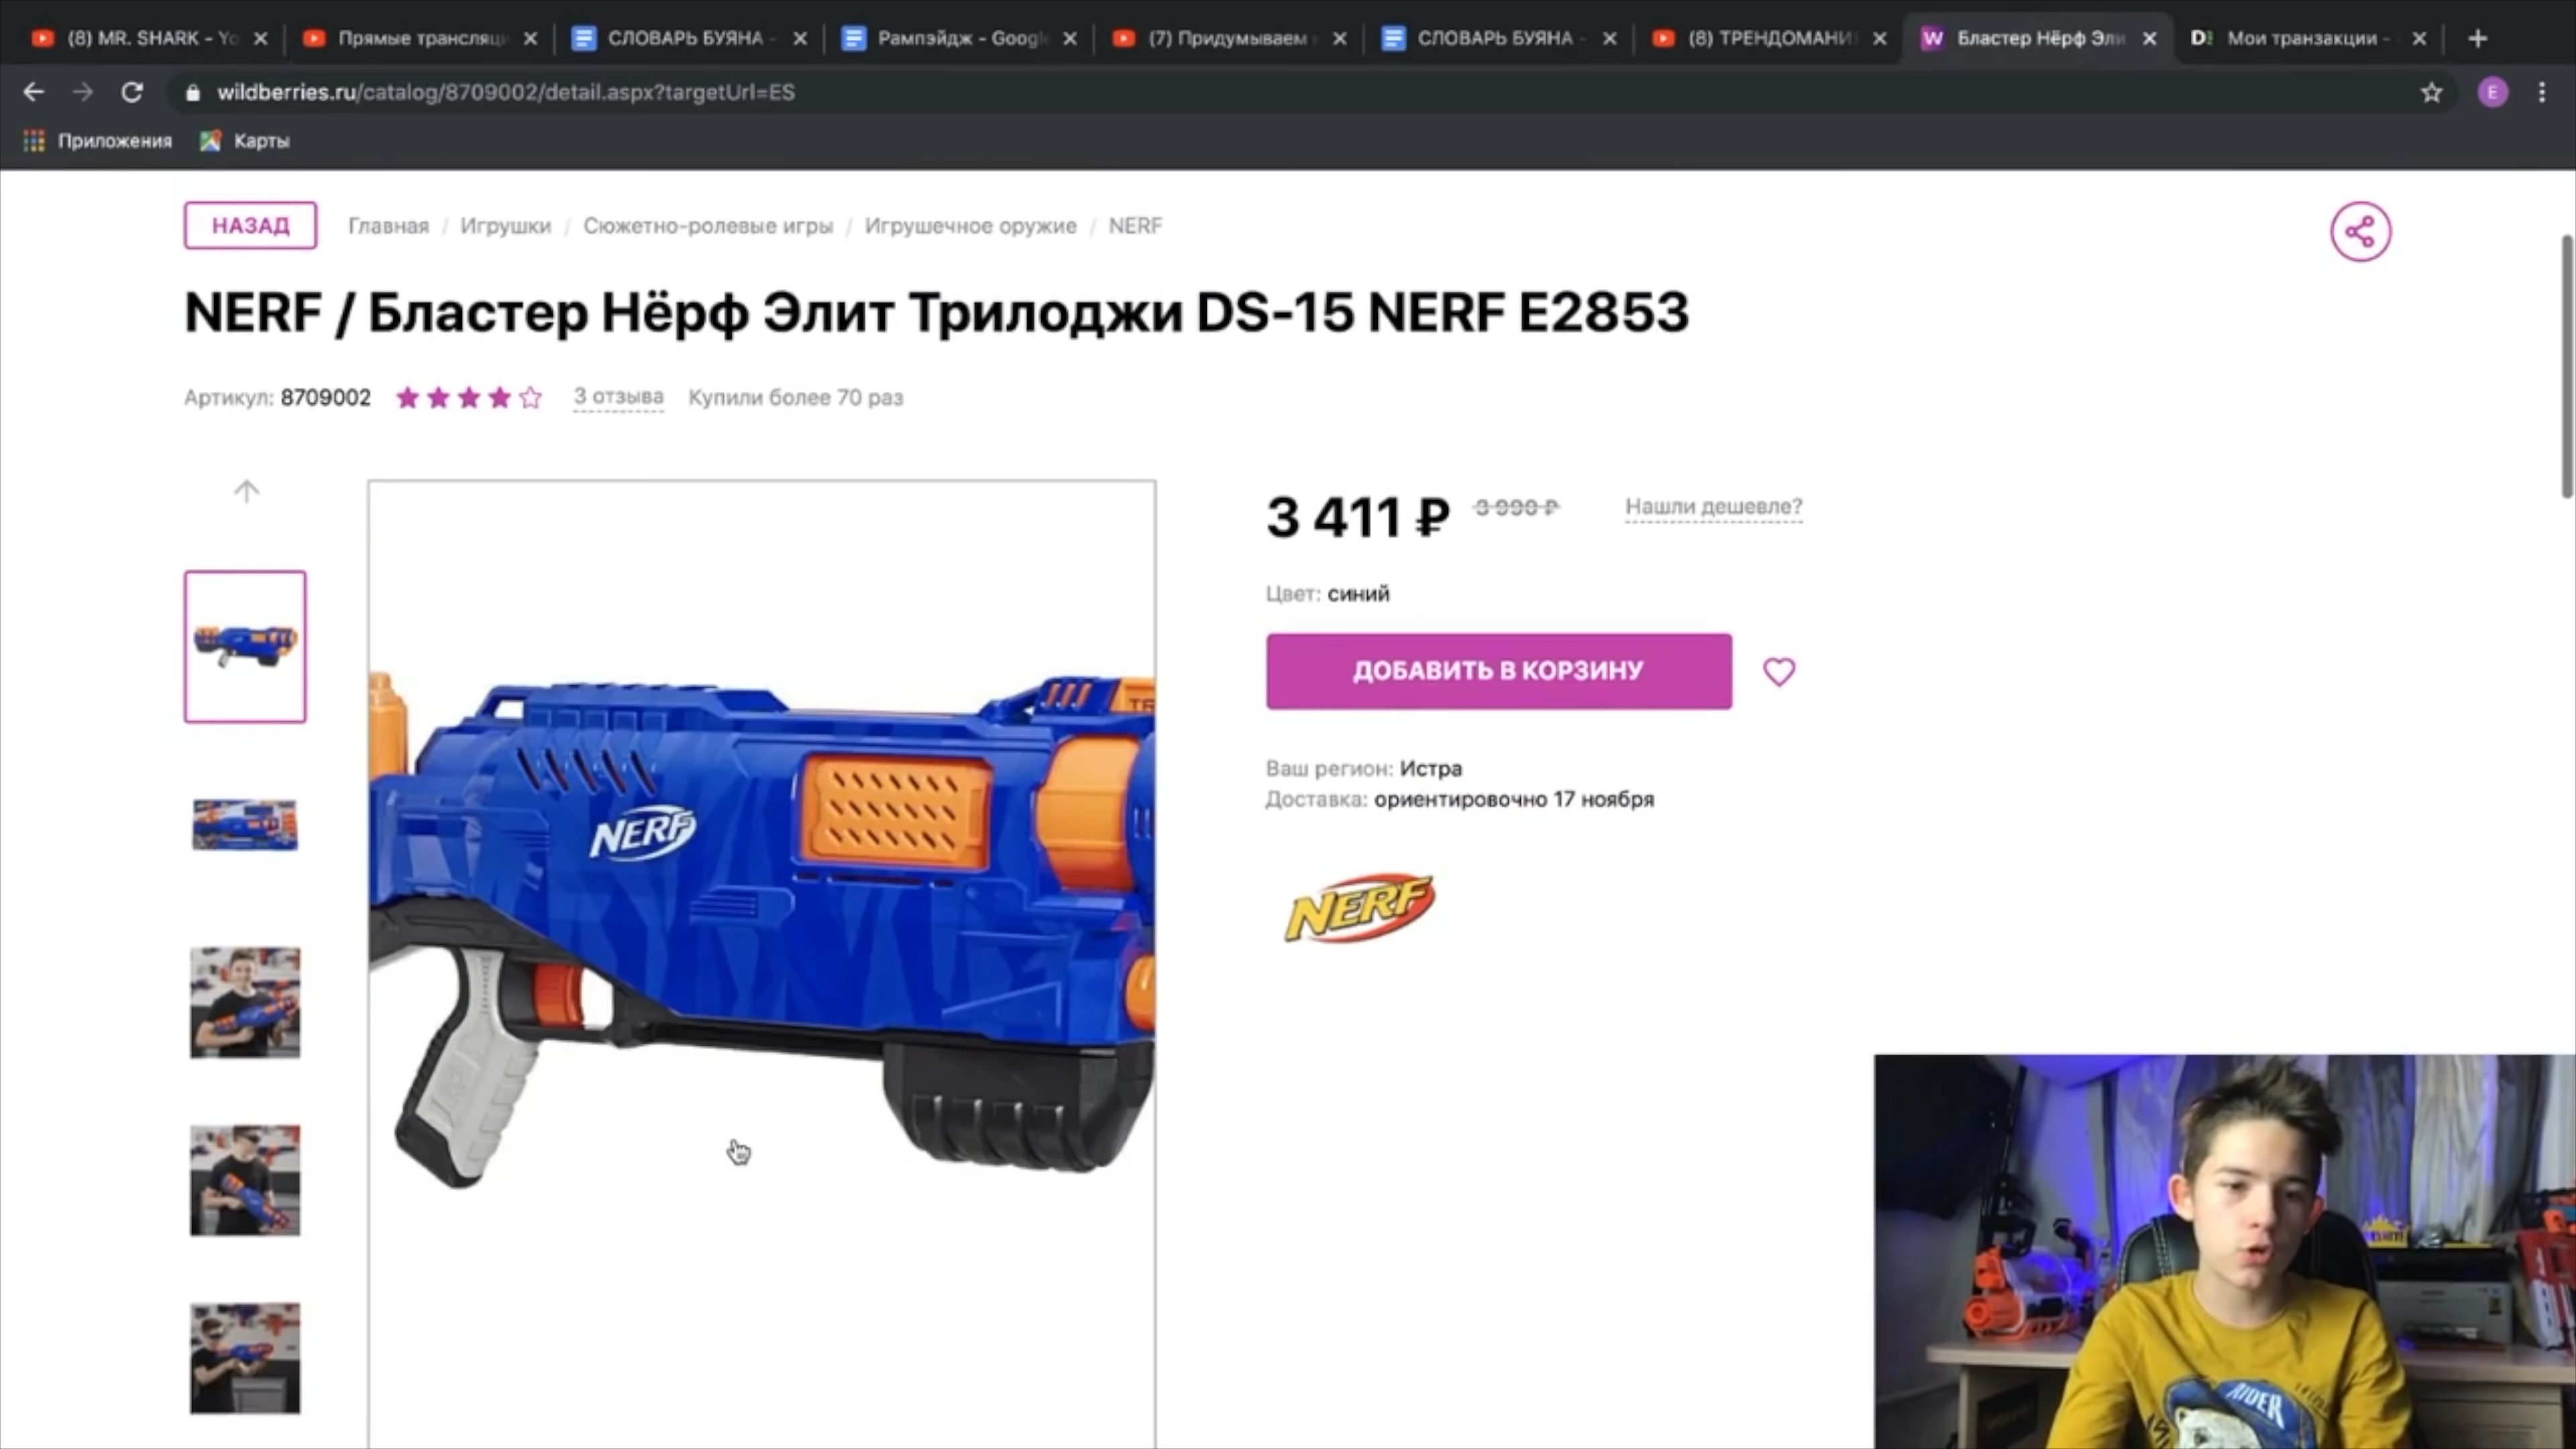 (8) MR. SHARK - Yo
Прямые трансляц
СЛОВАРЬ БУЯНА -
Рампэйдж - Googl
(7) Придумываем
СЛОВАРЬ БУЯНА -
(8) ТРЕНДОМАНИ
W Бластер Нёрф Эли
D: Мои транзакции -
wildberries.ru/catalog/8709002/detail.aspx?targetUrl=ES
E
Приложения
Карты
НАЗАД
Главная / Игрушки / Сюжетно-ролевые игры / Игрушечное оружие / NERF
NERF / Бластер Нёрф Элит Трилоджи DS-15 NERF E2853
Артикул: 8709002
3 отзыва
Купили более 70 раз
3 411 ₽
3 990 ₽
Нашли дешевле?
Цвет: синий
ДОБАВИТЬ В КОРЗИНУ
Ваш регион: Истра
Доставка: ориентировочно 17 ноября
NERF
TR
NERF
RIDER